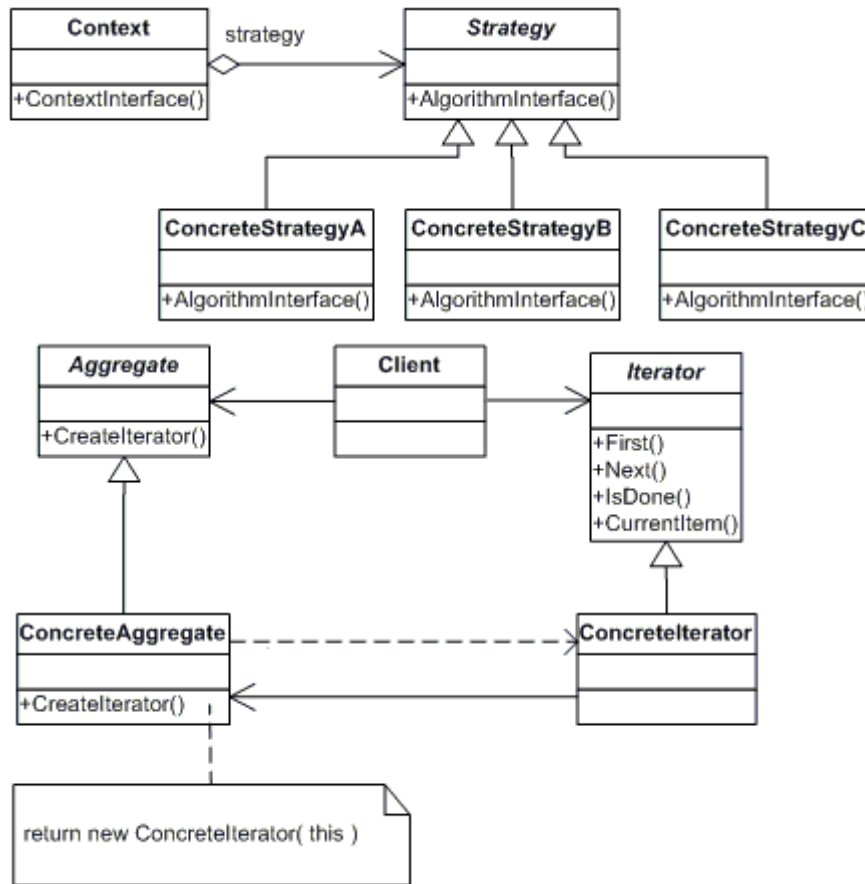 Context
strategy
Strategy
+ContextInterface()
+AlgorithmInterface()
ConcreteStrategyA
ConcreteStrategyB
ConcreteStrategyC
+AlgorithmInterface()
+AlgorithmInterface()
+AlgorithmInterface()
Aggregate
Client
Iterator
+CreateIterator()
+First()
+Next()
+IsDone()
+CurrentItem()
ConcreteAggregate
ConcreteIterator
+CreateIterator()
return new ConcreteIterator( this )